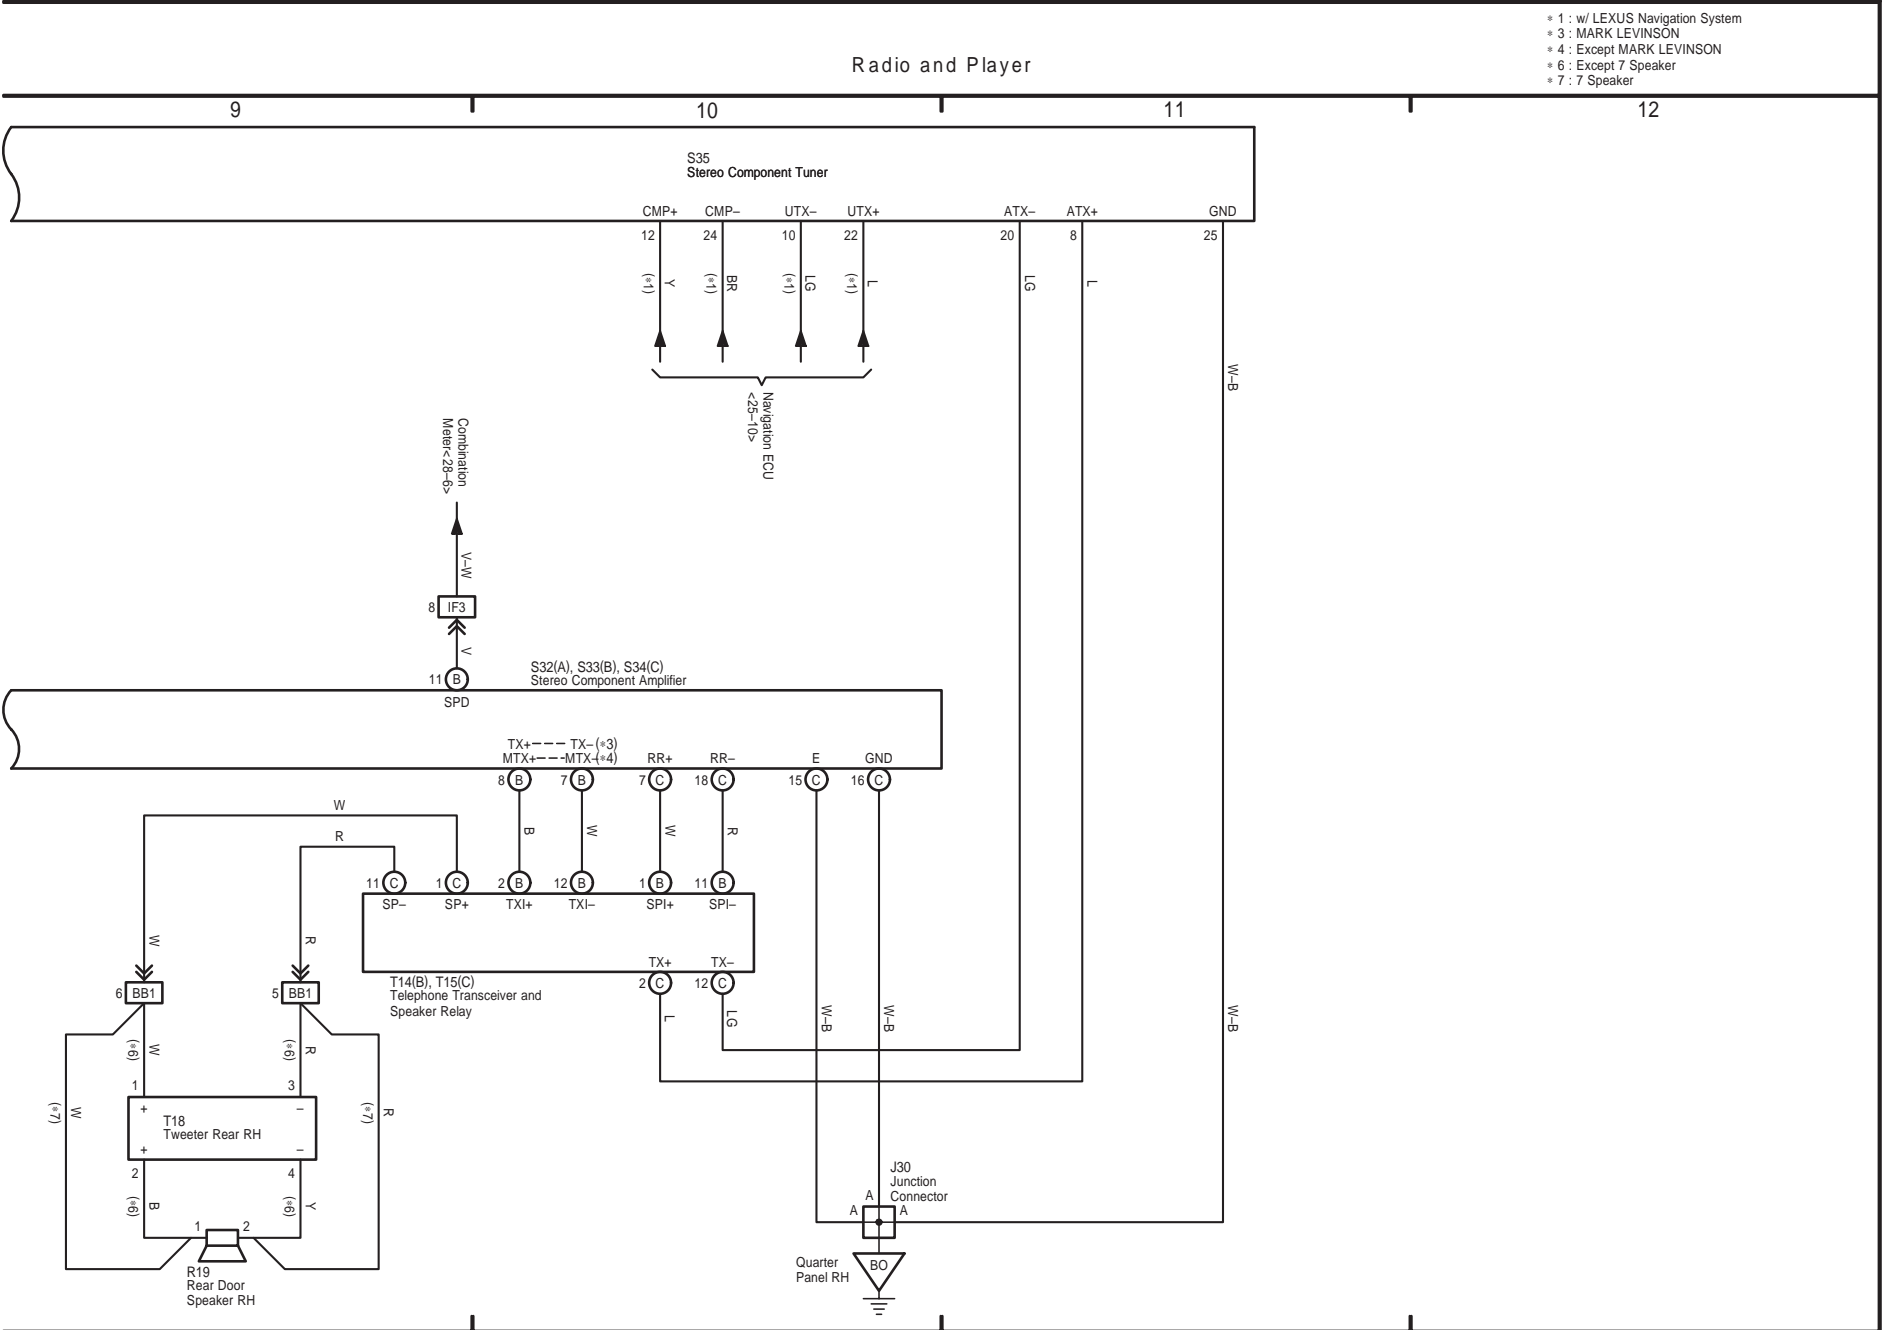 * 1 : w/ LEXUS Navigation System
* 3 : MARK LEVINSON
* 4 : Except MARK LEVINSON
* 6 : Except 7 Speaker
* 7 : 7 Speaker
Radio and Player
9 10 11 12
S35
Stereo Component Tuner
CMP+ CMP– UTX– UTX+ ATX– ATX+ GND
12 24 10 22 20 8 25
(*1) Y (*1) BR (*1) LG (*1) L LG L
W–B
Navigation ECU
<25–10>
Combination
Meter<28–6>
V–W
8 IF3
V
11 B
S32(A), S33(B), S34(C)
Stereo Component Amplifier
SPD
TX+ TX– (*3)
MTX+ MTX– (*4) RR+ RR– E GND
8 B 7 B 7 C 18 C 15 C 16 C
W
R
B W W R
11 C 1 C 2 B 12 B 1 B 11 B
SP– SP+ TXI+ TXI– SPI+ SPI–
W R
TX+ TX–
2 C 12 C
T14(B), T15(C)
Telephone Transceiver and
Speaker Relay
6 BB1 5 BB1
L LG W–B W–B W–B
(*6) W (*6) R
1 3
+ –
(*7) W (*7) R
T18
Tweeter Rear RH
+ –
2 4
(*6) B (*6) Y
1 2
R19
Rear Door
Speaker RH
J30
Junction
Connector
A
A A
Quarter
Panel RH
BO